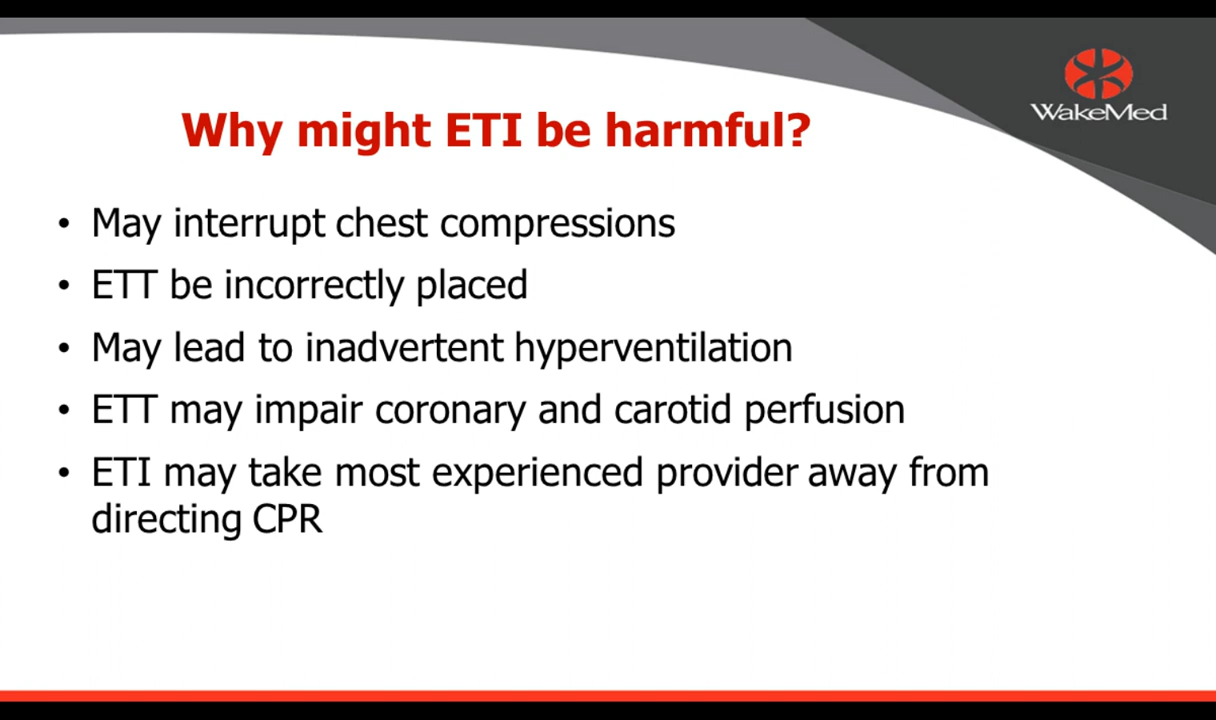 WakeMed
Why might ETI be harmful?
• May interrupt chest compressions
• ETT be incorrectly placed
• May lead to inadvertent hyperventilation
• ETT may impair coronary and carotid perfusion
• ETI may take most experienced provider away from
directing CPR